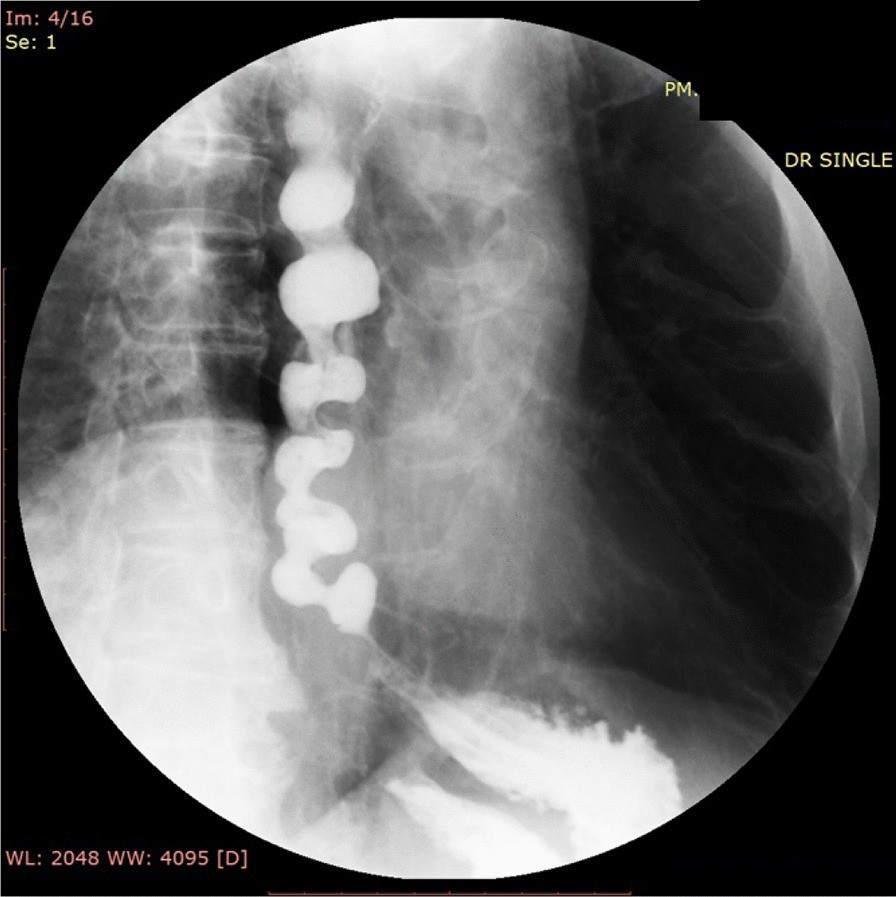 Im: 4/16
Se: 1
PM.
DR SINGLE
WL: 2048 WW: 4095 [D]